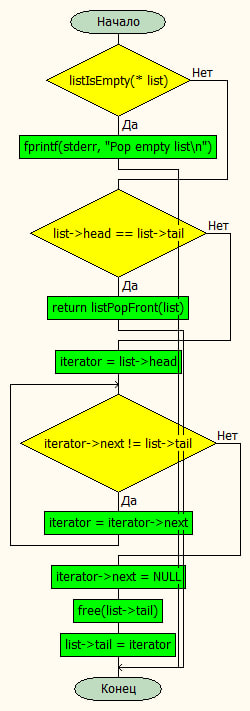 Начало
listIsEmpty(* list)
Нет
Да
fprintf(stderr, "Pop empty list\n")
list->head == list->tail
Нет
Да
return listPopFront(list)
iterator = list->head
iterator->next != list->tail
Нет
Да
iterator = iterator->next
iterator->next = NULL
free(list->tail)
list->tail = iterator
Конец